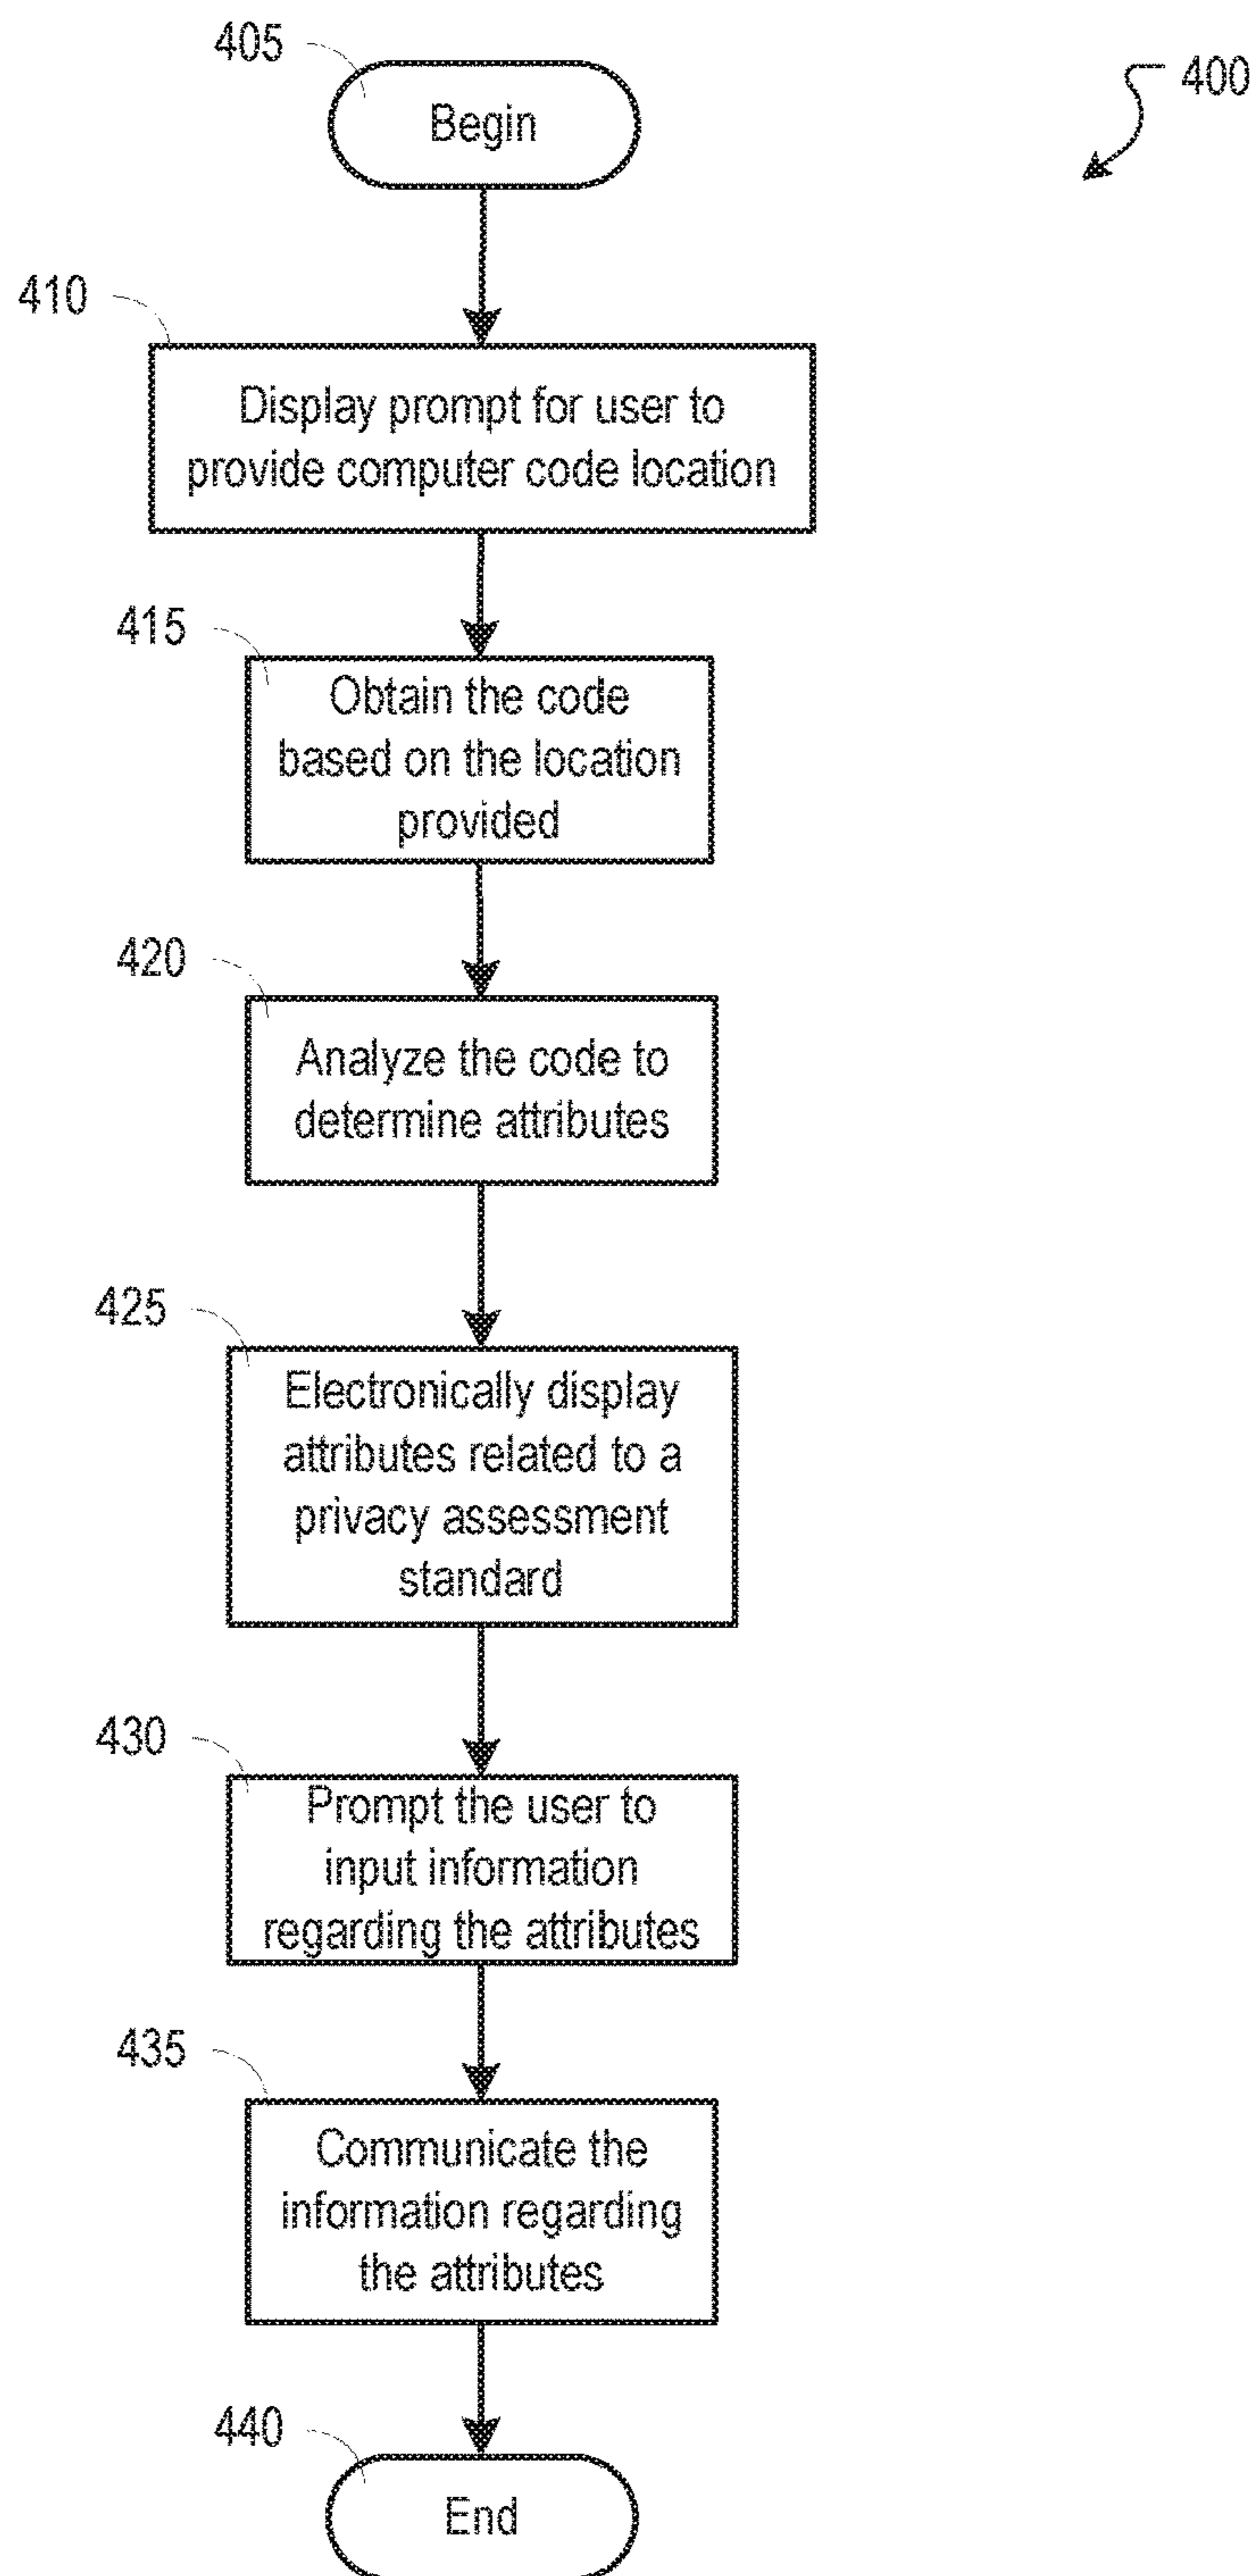 405
Begin
400
410
Display prompt for user to
provide computer code location
415
Obtain the code
based on the location
provided
420
Analyze the code to
determine attributes
425
Electronically display
attributes related to a
privacy assessment
standard
430
Prompt the user to
input information
regarding the attributes
435
Communicate the
information regarding
the attributes
440
End